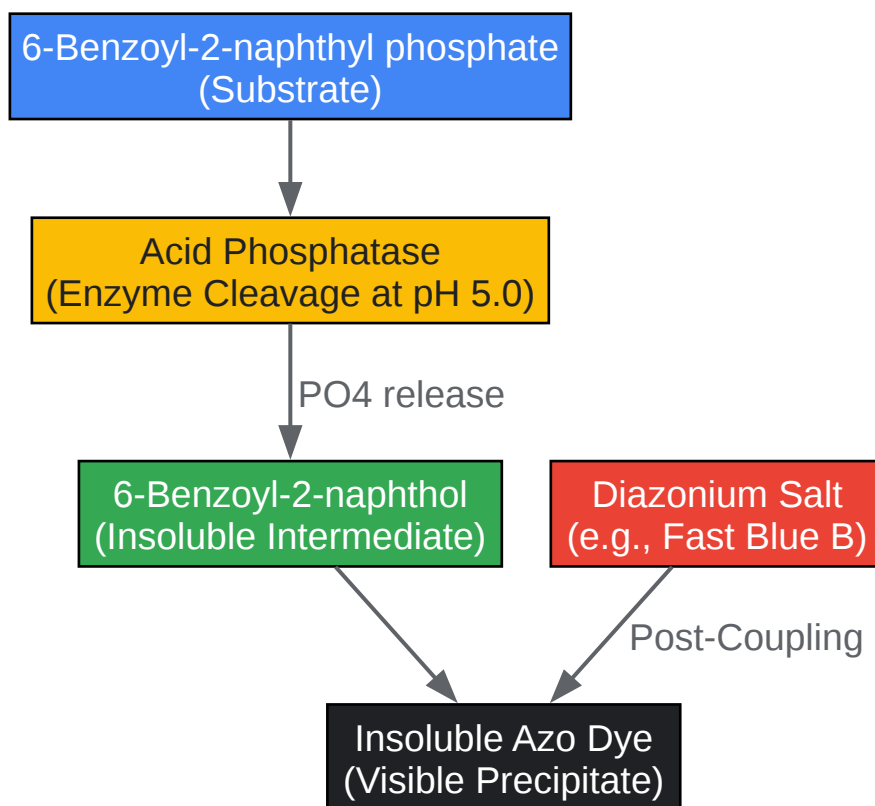 6-Benzoyl-2-naphthyl phosphate
(Substrate)
Acid Phosphatase
(Enzyme Cleavage at pH 5.0)
PO4 release
6-Benzoyl-2-naphthol
(Insoluble Intermediate)
Diazonium Salt
(e.g., Fast Blue B)
Post-Coupling
Insoluble Azo Dye
(Visible Precipitate)